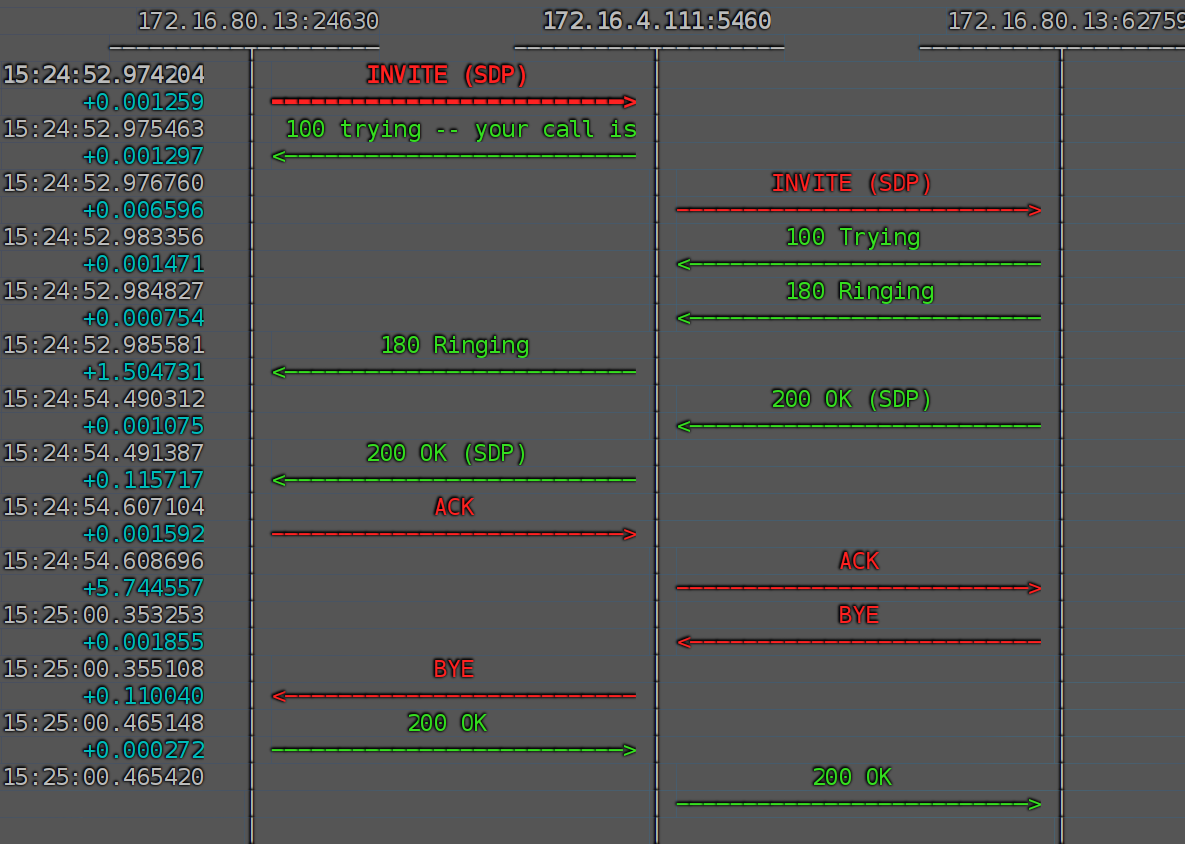 172.16.80.13:24630 172.16.4.111:5460 172.16.80.13:62759
15:24:52.974204 INVITE (SDP)
+0.001259
15:24:52.975463 100 trying -- your call is
+0.001297
15:24:52.976760 INVITE (SDP)
+0.006596
15:24:52.983356 100 Trying
+0.001471
15:24:52.984827 180 Ringing
+0.000754
15:24:52.985581 180 Ringing
+1.504731
15:24:54.490312 200 OK (SDP)
+0.001075
15:24:54.491387 200 OK (SDP)
+0.115717
15:24:54.607104 ACK
+0.001592
15:24:54.608696 ACK
+5.744557
15:25:00.353253 BYE
+0.001855
15:25:00.355108 BYE
+0.110040
15:25:00.465148 200 OK
+0.000272
15:25:00.465420 200 OK